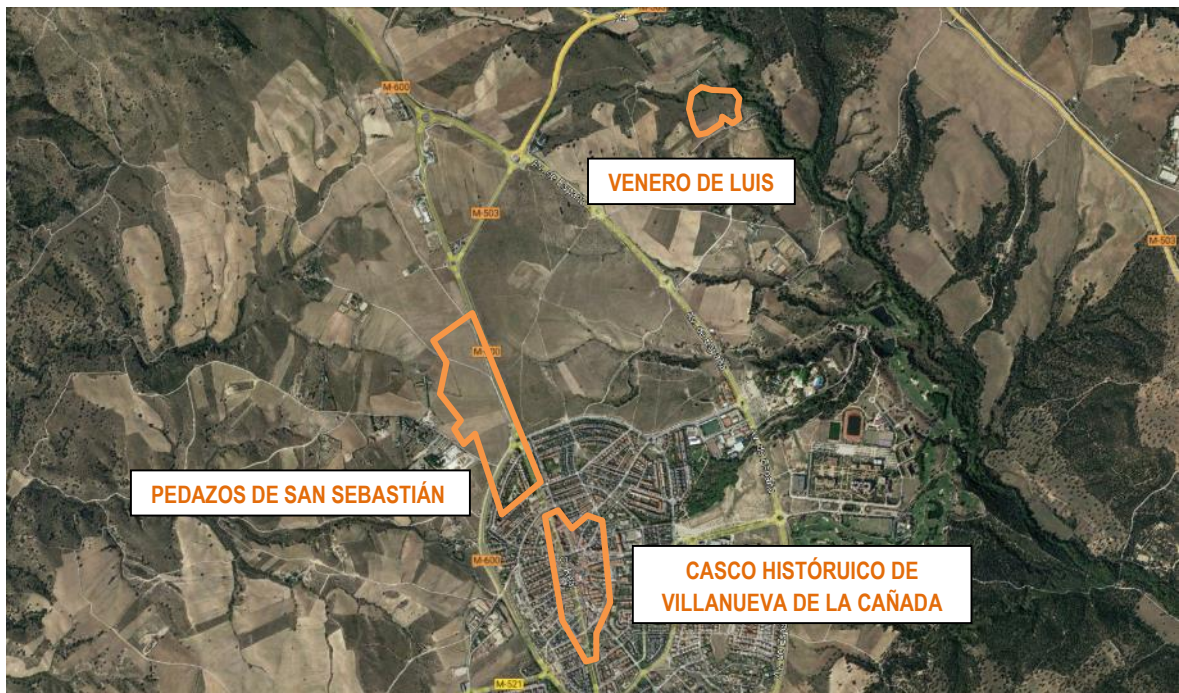 M-600
M-503
VENERO DE LUIS
M-503
PEDAZOS DE SAN SEBASTIÁN
M-600
CASCO HISTÓRUICO DE
VILLANUEVA DE LA CAÑADA
M-521